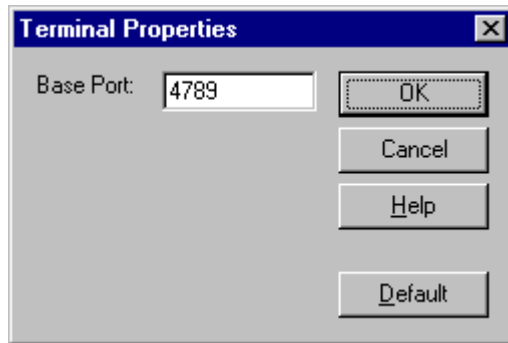 Terminal Properties
Base Port: 4789
OK
Cancel
Help
Default